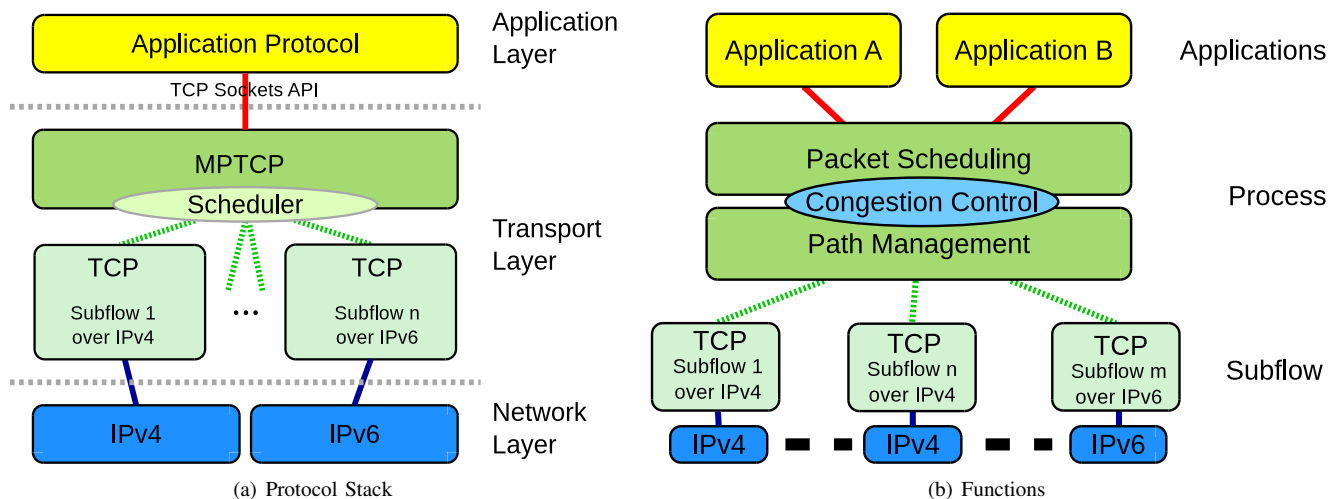 Application Protocol
Application
Layer
TCP Sockets API
MPTCP
Scheduler
Transport
Layer
TCP
Subflow 1
over IPv4
...
TCP
Subflow n
over IPv6
IPv4
IPv6
Network
Layer
(a) Protocol Stack
Application A
Application B
Applications
Packet Scheduling
Congestion Control
Path Management
Process
TCP
Subflow 1
over IPv4
TCP
Subflow n
over IPv4
TCP
Subflow m
over IPv6
Subflow
IPv4
IPv4
IPv6
(b) Functions